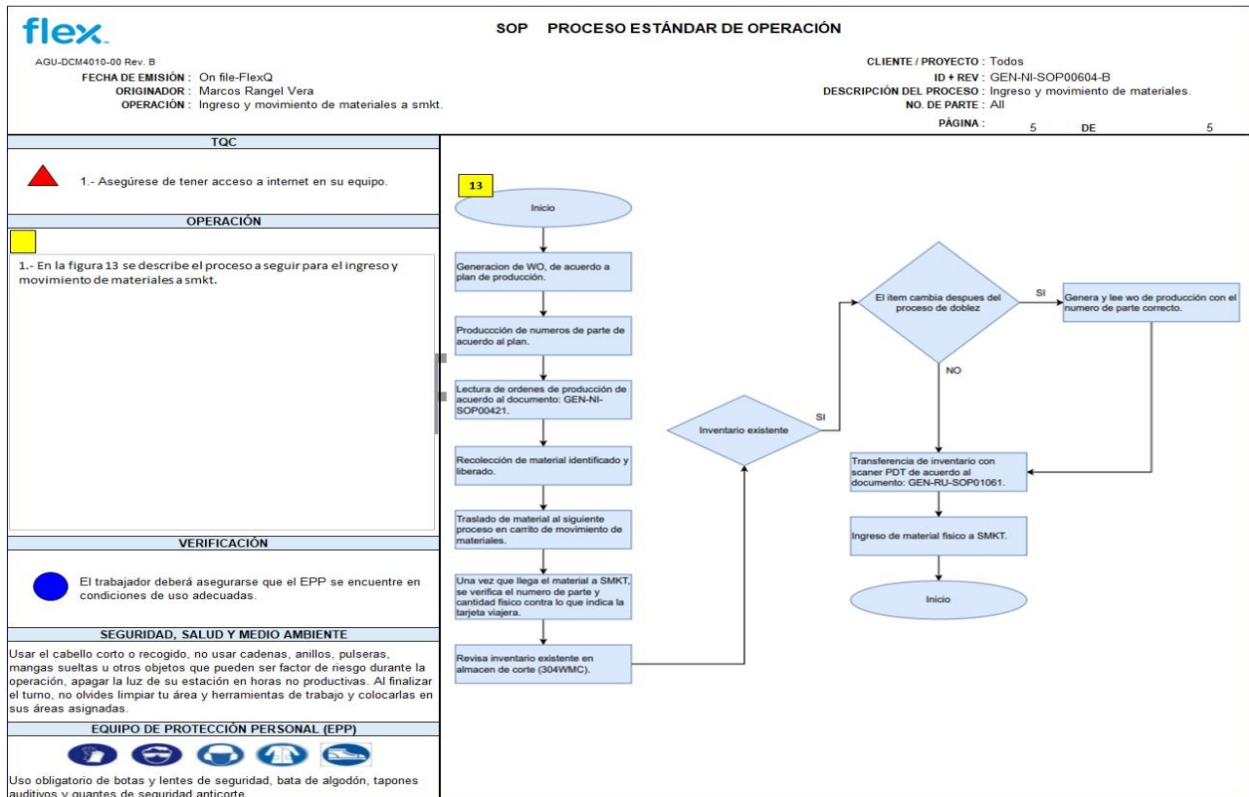 flex
SOP PROCESO ESTÁNDAR DE OPERACIÓN
AGU-DCM4010-00 Rev. B
FECHA DE EMISIÓN : On file-FlexQ
ORIGINADOR : Marcos Rangel Vera
OPERACIÓN : Ingreso y movimiento de materiales a smkt.
CLIENTE / PROYECTO : Todos
ID + REV : GEN-NI-SOP00604-B
DESCRIPCIÓN DEL PROCESO : Ingreso y movimiento de materiales.
NO. DE PARTE : All
PÁGINA : 5 DE 5
TQC
1.- Asegúrese de tener acceso a internet en su equipo.
OPERACIÓN
1.- En la figura 13 se describe el proceso a seguir para el ingreso y
movimiento de materiales a smkt.
VERIFICACIÓN
El trabajador deberá asegurarse que el EPP se encuentre en
condiciones de uso adecuadas.
SEGURIDAD, SALUD Y MEDIO AMBIENTE
Usar el cabello corto o recogido, no usar cadenas, anillos, pulseras,
mangas sueltas u otros objetos que pueden ser factor de riesgo durante la
operación, apagar la luz de su estación en horas no productivas. Al finalizar
el turno, no olvides limpiar tu área y herramientas de trabajo y colocarlas en
sus áreas asignadas.
EQUIPO DE PROTECCIÓN PERSONAL (EPP)
Uso obligatorio de botas y lentes de seguridad, bata de algodón, tapones
auditivos y guantes de seguridad anticorte.
13
Inicio
Generacion de WO, de acuerdo a
plan de producción.
Produccción de numeros de parte de
acuerdo al plan.
Lectura de ordenes de producción de
acuerdo al documento: GEN-NI-
SOP00421.
Recolección de material identificado y
liberado.
Traslado de material al siguiente
proceso en carrito de movimiento de
materiales.
Una vez que llega el material a SMKT,
se verifica el numero de parte y
cantidad físico contra lo que indica la
tarjeta viajera.
Revisa inventario existente en
almacen de corte (304WMC).
Inventario existente
SI
El item cambia despues del
proceso de doblez
SI
Genera y lee wo de producción con el
numero de parte correcto.
NO
Transferencia de inventario con
scaner PDT de acuerdo al
documento: GEN-RU-SOP01061.
Ingreso de material fisico a SMKT.
Inicio